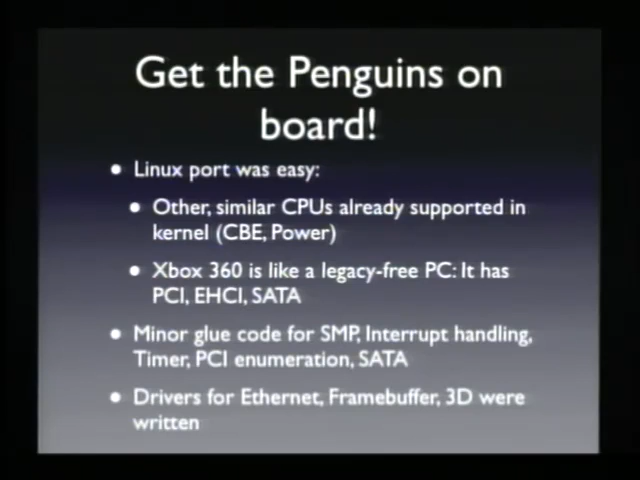 Get the Penguins on
board!
• Linux port was easy:
• Other, similar CPUs already supported in
kernel (CBE, Power)
• Xbox 360 is like a legacy-free PC: It has
PCI, EHCI, SATA
• Minor glue code for SMP, Interrupt handling,
Timer, PCI enumeration, SATA
• Drivers for Ethernet, Framebuffer, 3D were
written